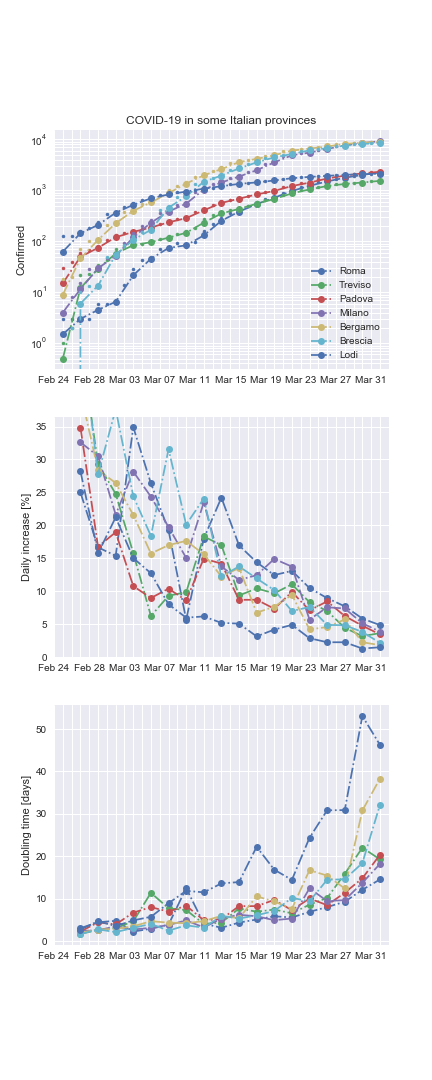 COVID-19 in some Italian provinces
Confirmed
10^4
10^3
10^2
10^1
10^0
Roma
Treviso
Padova
Milano
Bergamo
Brescia
Lodi
Feb 24 Feb 28 Mar 03 Mar 07 Mar 11 Mar 15 Mar 19 Mar 23 Mar 27 Mar 31
Daily increase [%]
35
30
25
20
15
10
5
0
Feb 24 Feb 28 Mar 03 Mar 07 Mar 11 Mar 15 Mar 19 Mar 23 Mar 27 Mar 31
Doubling time [days]
50
40
30
20
10
0
Feb 24 Feb 28 Mar 03 Mar 07 Mar 11 Mar 15 Mar 19 Mar 23 Mar 27 Mar 31